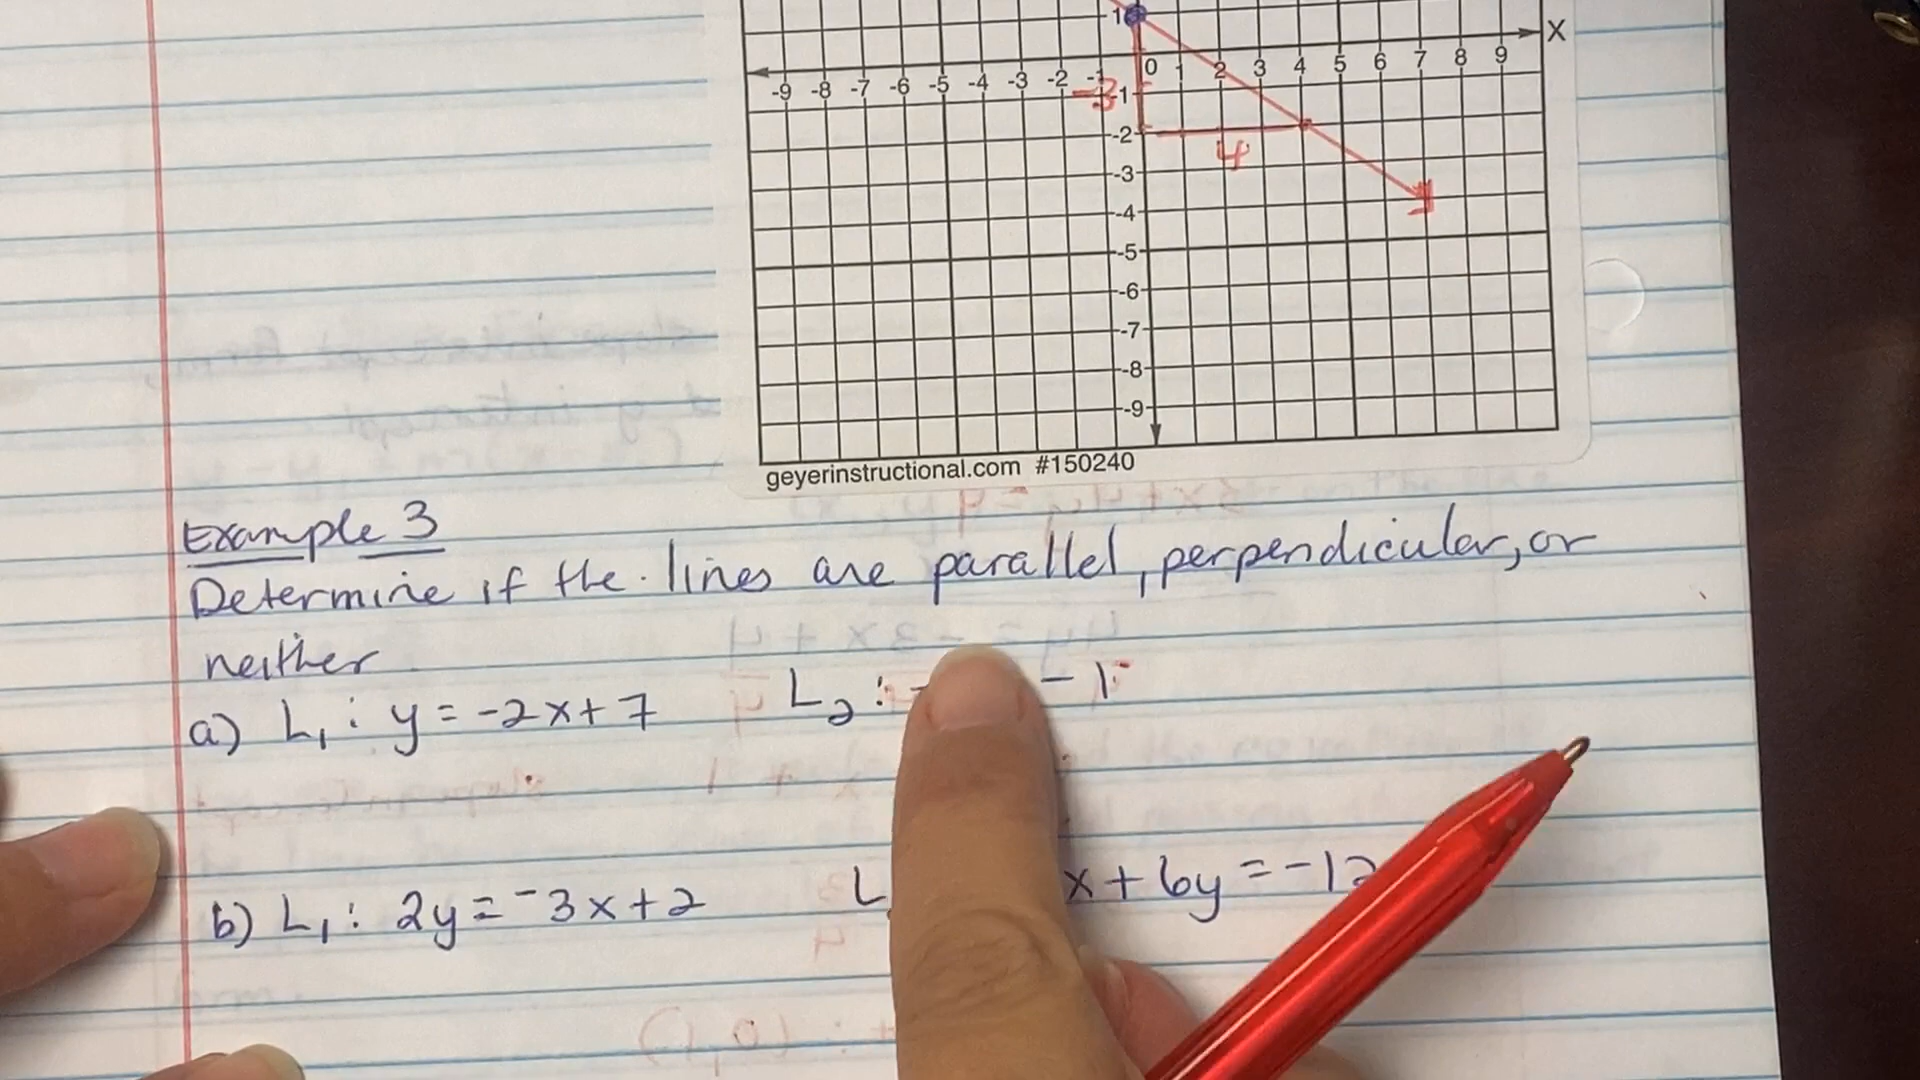 1
X
-9 -8 -7 -6 -5 -4 -3 -2 -1 0 1 2 3 4 5 6 7 8 9
-3
-1
-2
4
-3
-4
-5
-6
-7
-8
-9
geyerinstructional.com #150240
Example 3
Determine if the lines are parallel, perpendicular, or
neither
a) L₁ : y = -2x+7 L₂ : - 1
b) L₁ : 2y = -3x+2 L x + 6y = -12